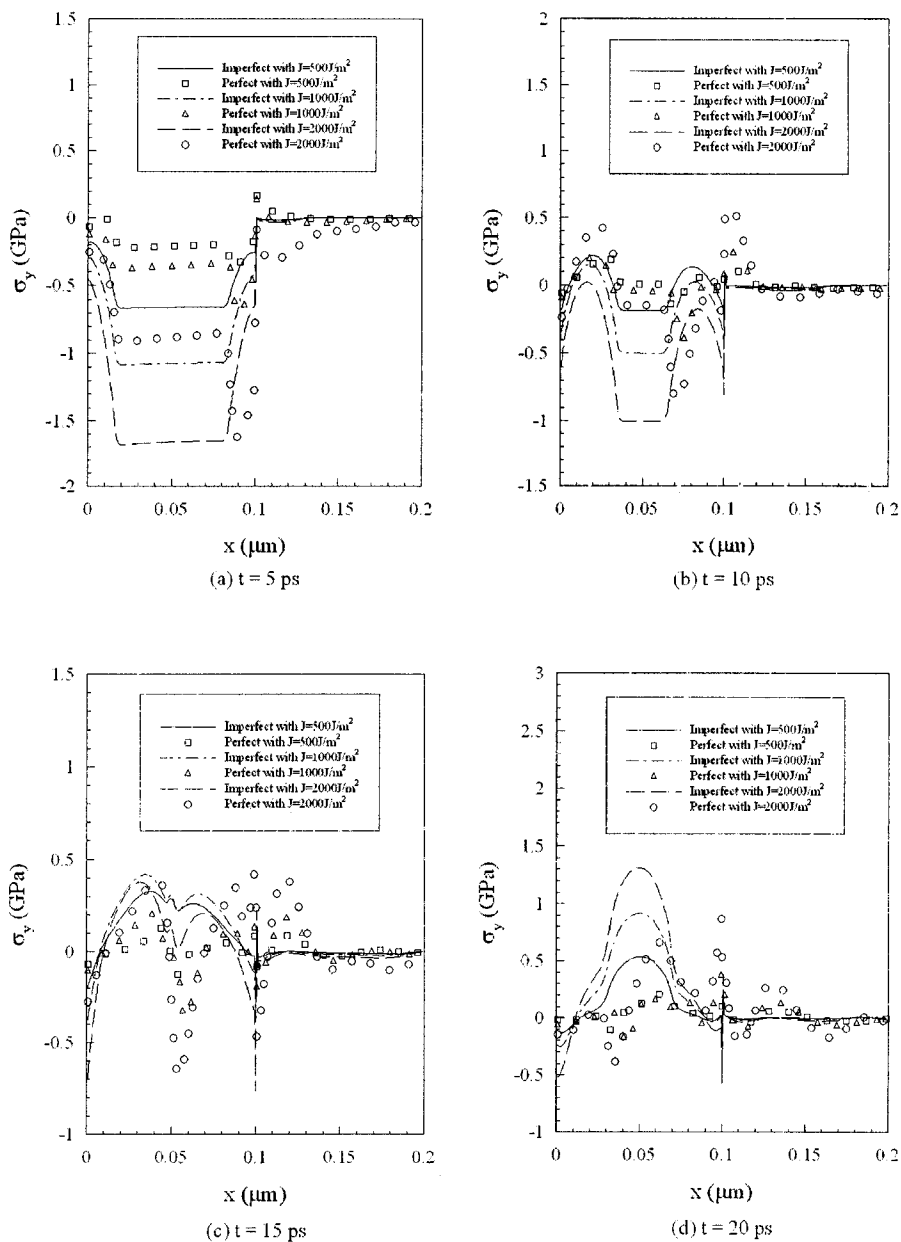 1.5
1
0.5
0
-0.5
-1
-1.5
-2
σy (GPa)
Imperfect with J=500J/m²
Perfect with J=500J/m²
Imperfect with J=1000J/m²
Perfect with J=1000J/m²
Imperfect with J=2000J/m²
Perfect with J=2000J/m²
0 0.05 0.1 0.15 0.2
x (μm)
(a) t = 5 ps
2
1.5
1
0.5
0
-0.5
-1
-1.5
σy (GPa)
Imperfect with J=500J/m²
Perfect with J=500J/m²
Imperfect with J=1000J/m²
Perfect with J=1000J/m²
Imperfect with J=2000J/m²
Perfect with J=2000J/m²
0 0.05 0.1 0.15 0.2
x (μm)
(b) t = 10 ps
1.5
1
0.5
0
-0.5
-1
σy (GPa)
Imperfect with J=500J/m²
Perfect with J=500J/m²
Imperfect with J=1000J/m²
Perfect with J=1000J/m²
Imperfect with J=2000J/m²
Perfect with J=2000J/m²
0 0.05 0.1 0.15 0.2
x (μm)
(c) t = 15 ps
3
2.5
2
1.5
1
0.5
0
-0.5
-1
σy (GPa)
Imperfect with J=500J/m²
Perfect with J=500J/m²
Imperfect with J=1000J/m²
Perfect with J=1000J/m²
Imperfect with J=2000J/m²
Perfect with J=2000J/m²
0 0.05 0.1 0.15 0.2
x (μm)
(d) t = 20 ps